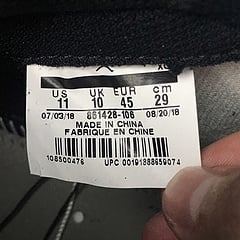 US UK EUR cm
11 10 45 29
07/03/18 861428-106 08/20/18
MADE IN CHINA
FABRIQUE EN CHINE
108500476
UPC 00191888659074